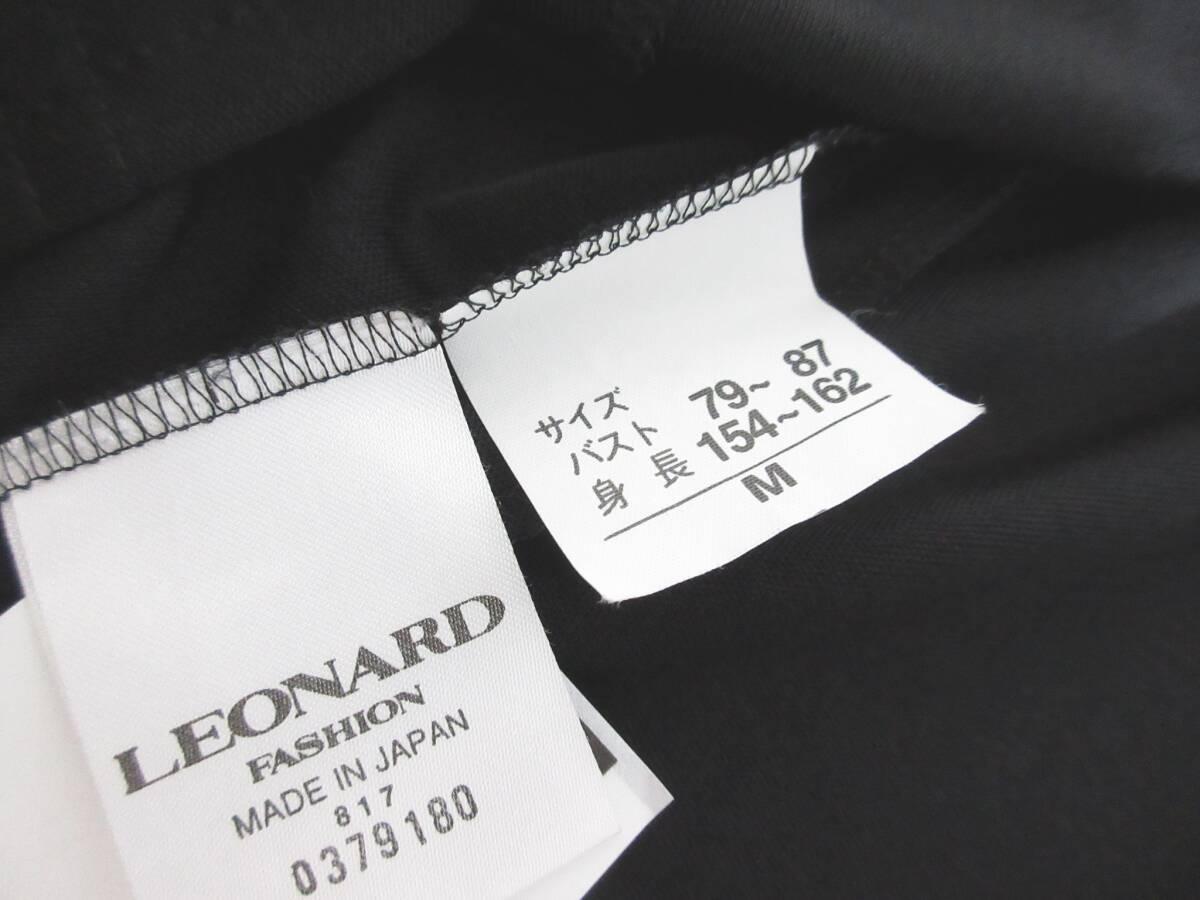 サイズ
バスト 79~ 87
身長 154~162
M
LEONARD
FASHION
MADE IN JAPAN
817
0379180